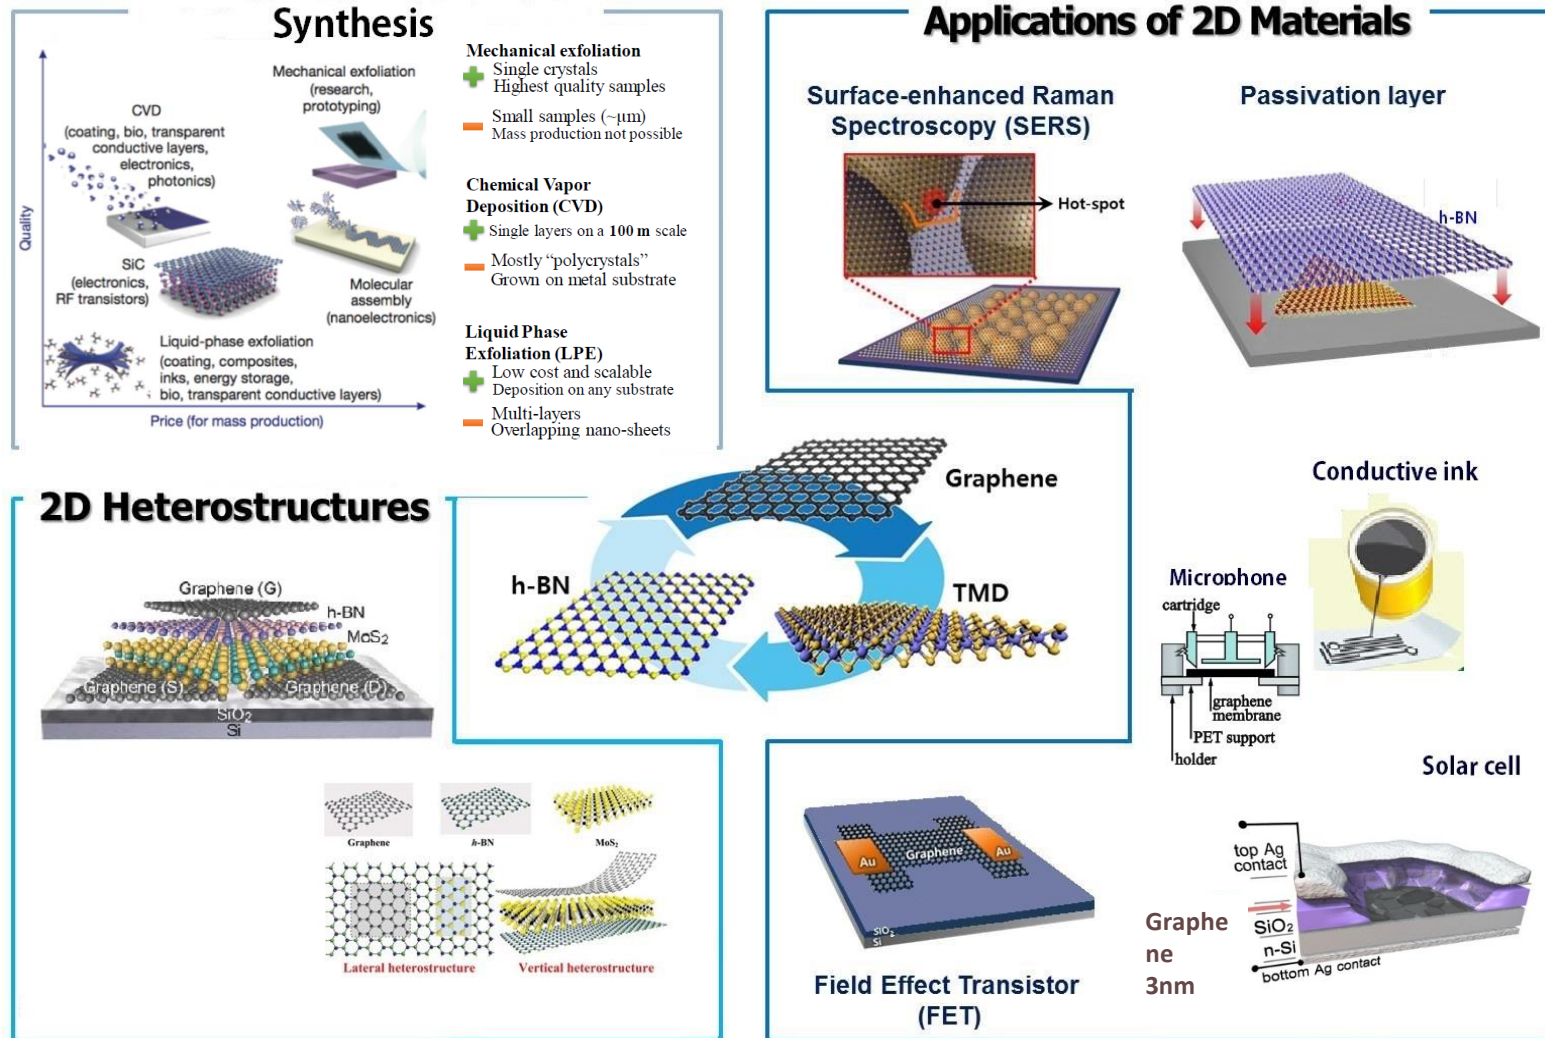 Synthesis
Quality
Price (for mass production)
CVD
(coating, bio, transparent
conductive layers,
electronics,
photonics)
Mechanical exfoliation
(research,
prototyping)
SiC
(electronics,
RF transistors)
Molecular
assembly
(nanoelectronics)
Liquid-phase exfoliation
(coating, composites,
inks, energy storage,
bio, transparent conductive layers)
Mechanical exfoliation
Single crystals
Highest quality samples
Small samples (~μm)
Mass production not possible
Chemical Vapor
Deposition (CVD)
Single layers on a 100 m scale
Mostly “polycrystals”
Grown on metal substrate
Liquid Phase
Exfoliation (LPE)
Low cost and scalable
Deposition on any substrate
Multi-layers
Overlapping nano-sheets
Applications of 2D Materials
Surface-enhanced Raman
Spectroscopy (SERS)
Hot-spot
Passivation layer
h-BN
Graphene
TMD
h-BN
2D Heterostructures
Graphene (G)
h-BN
MoS2
Graphene (S)
Graphene (D)
SiO2
Si
Graphene
h-BN
MoS2
Lateral heterostructure
Vertical heterostructure
Conductive ink
Microphone
cartridge
graphene
membrane
PET support
holder
Solar cell
top Ag
contact
Graphe
ne
3nm
SiO2
n-Si
bottom Ag contact
Au
Graphene
Au
SiO2
Si
Field Effect Transistor
(FET)